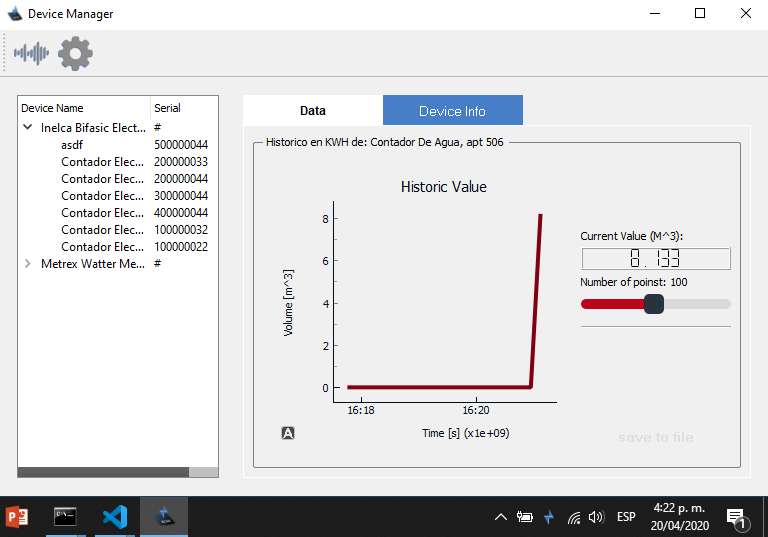 Device Manager
Device Name Serial
Inelca Bifasic Elect... #
asdf 500000044
Contador Elec... 200000033
Contador Elec... 200000044
Contador Elec... 300000044
Contador Elec... 400000044
Contador Elec... 100000032
Contador Elec... 100000022
Metrex Watter Me... #
Data Device Info
Historico en KWH de: Contador De Agua, apt 506
Historic Value
8
6
4
2
0
Volume [m^3]
16:18 16:20
Time [s] (x1e+09)
A
Current Value (M^3):
8.133
Number of poinst: 100
save to file
ESP
4:22 p. m.
20/04/2020
1